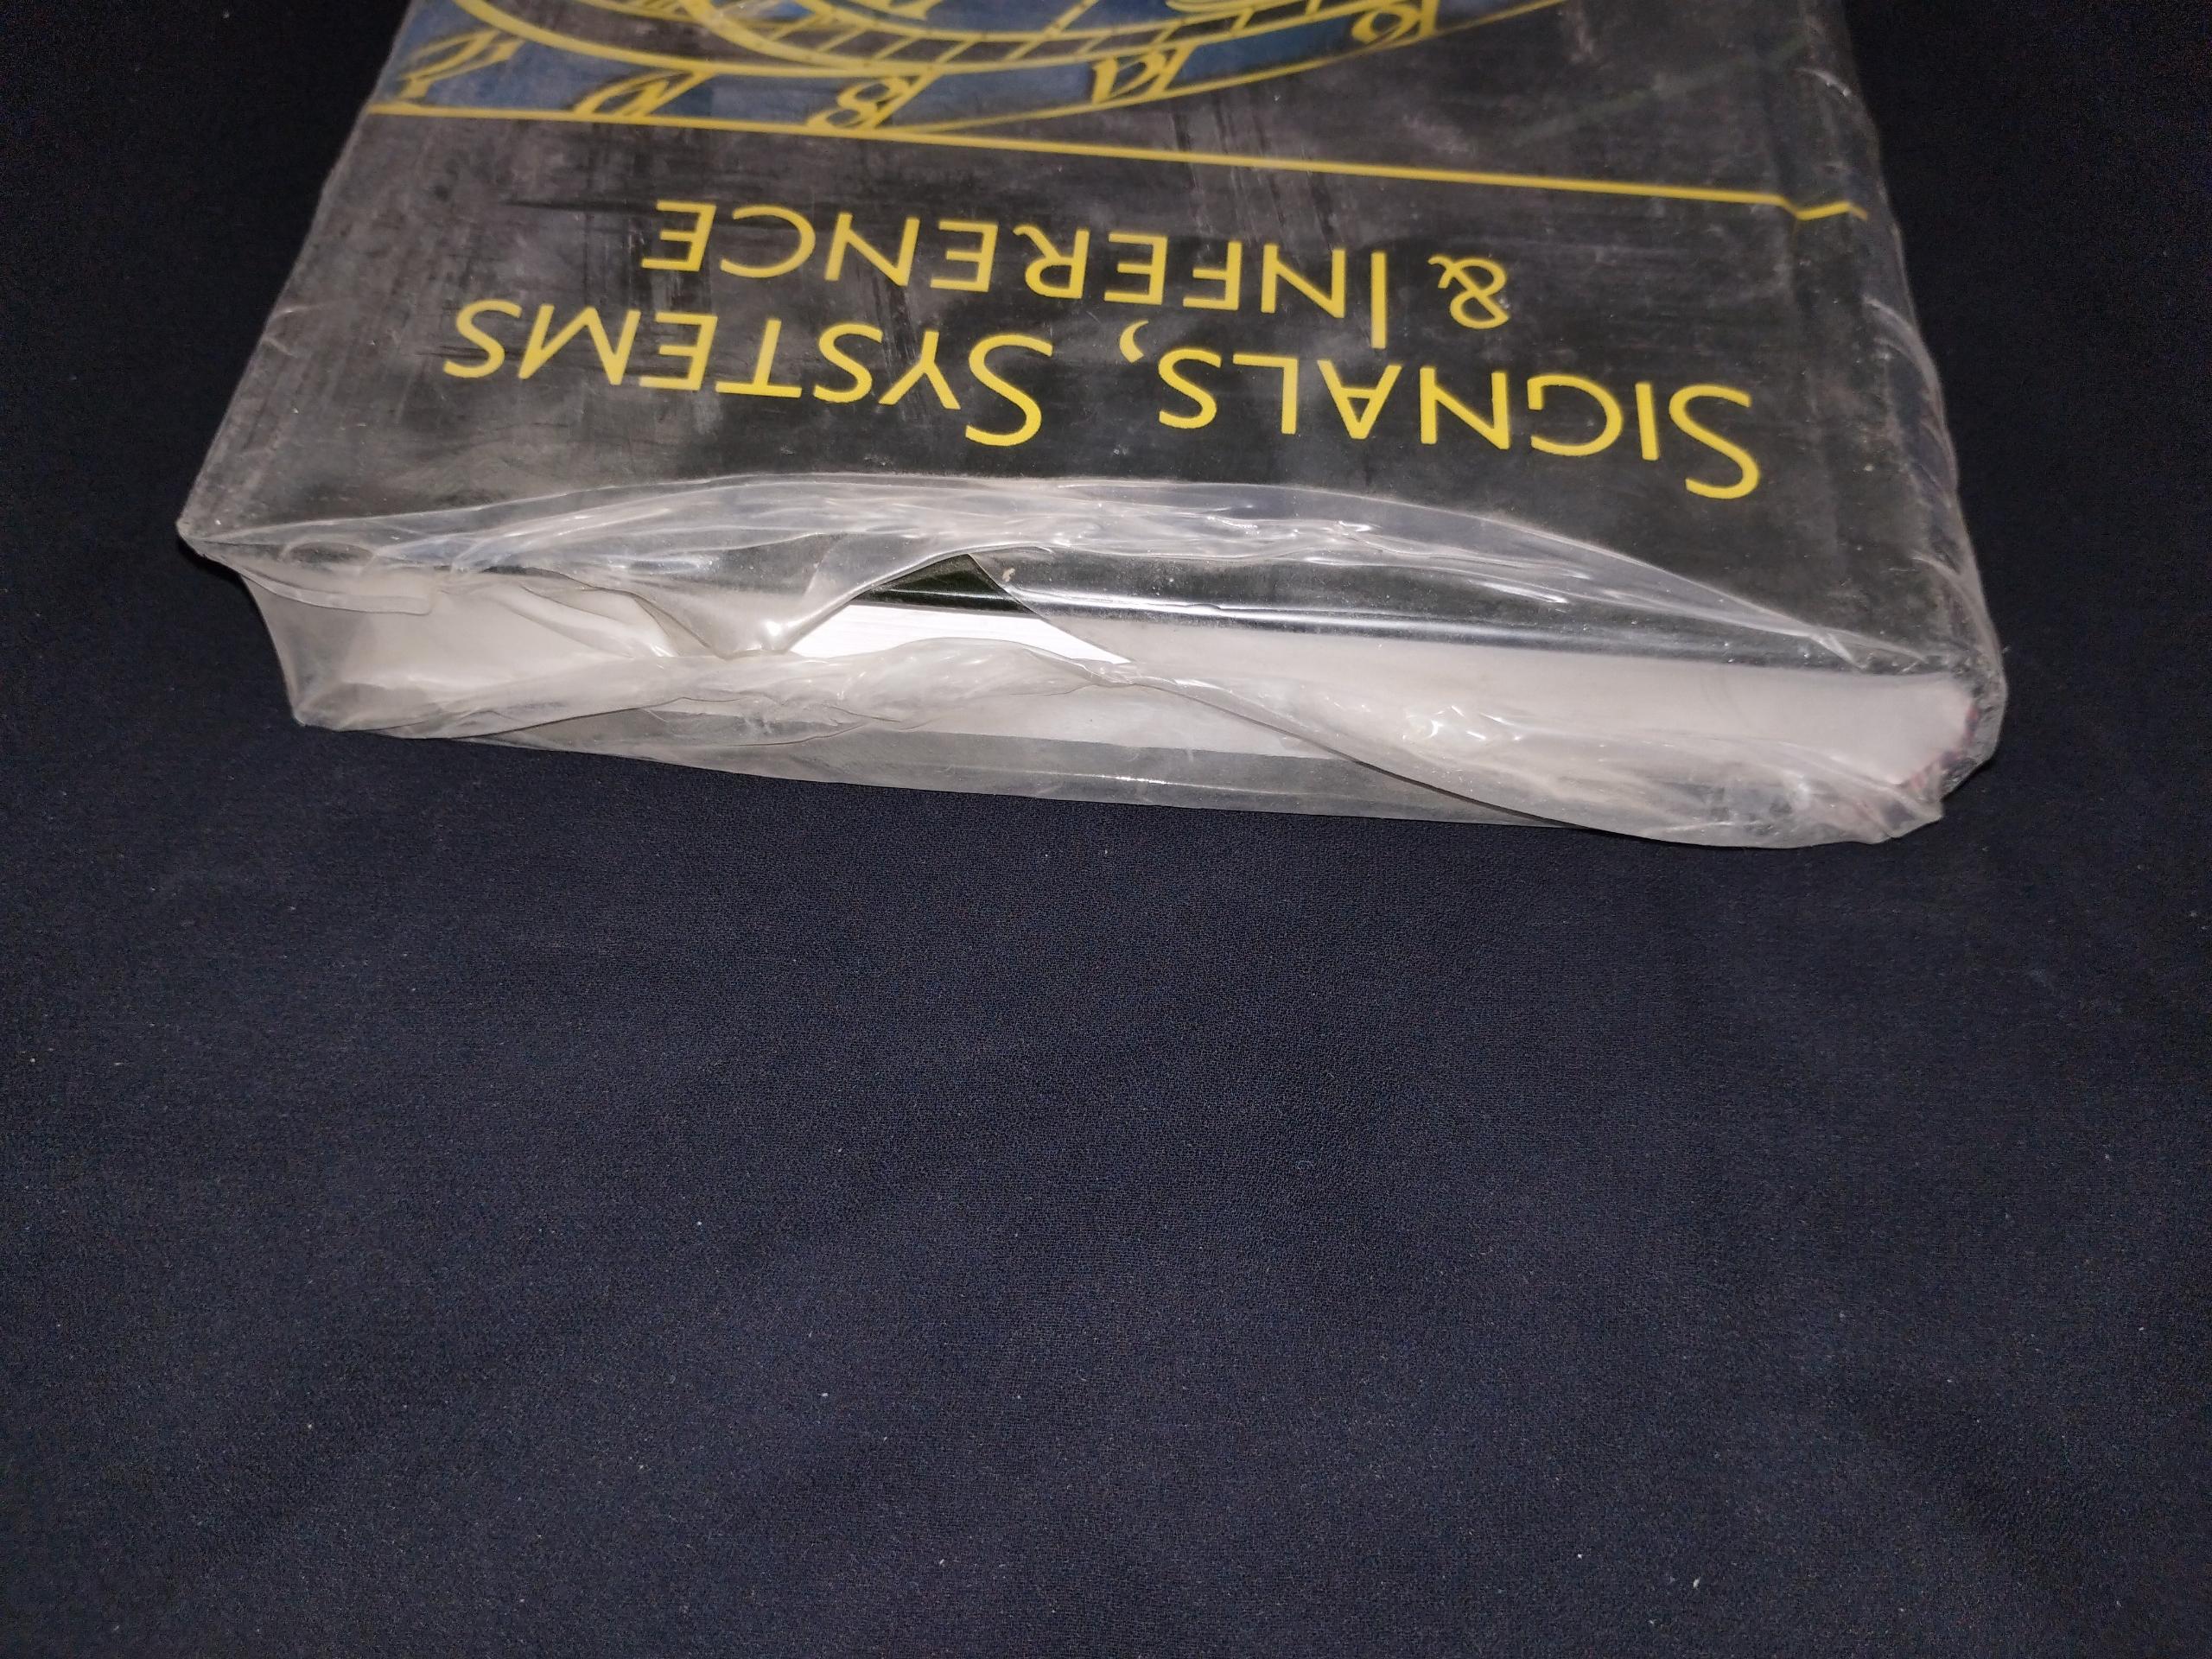 SIGNALS, SYSTEMS
& INFERENCE